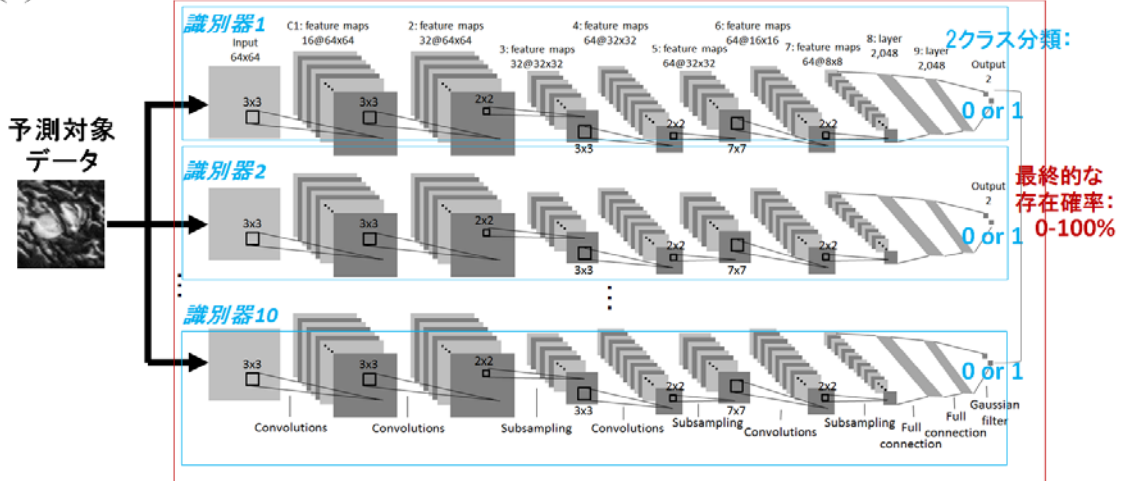 識別器1
Input
64x64
C1: feature maps
16@64x64
2: feature maps
32@64x64
3: feature maps
32@32x32
4: feature maps
64@32x32
5: feature maps
64@32x32
6: feature maps
64@16x16
7: feature maps
64@8x8
8: layer
2,048
9: layer
2,048
2クラス分類:
Output
2
0 or 1
3x3
3x3
2x2
3x3
2x2
7x7
2x2
予測対象
データ
識別器2
Output
2
0 or 1
3x3
3x3
2x2
3x3
2x2
7x7
2x2
最終的な
存在確率:
0-100%
識別器10
0 or 1
3x3
3x3
2x2
3x3
2x2
7x7
2x2
Convolutions
Convolutions
Subsampling
Convolutions
Subsampling
Convolutions
Subsampling
Full
connection
Full
connection
Gaussian
filter